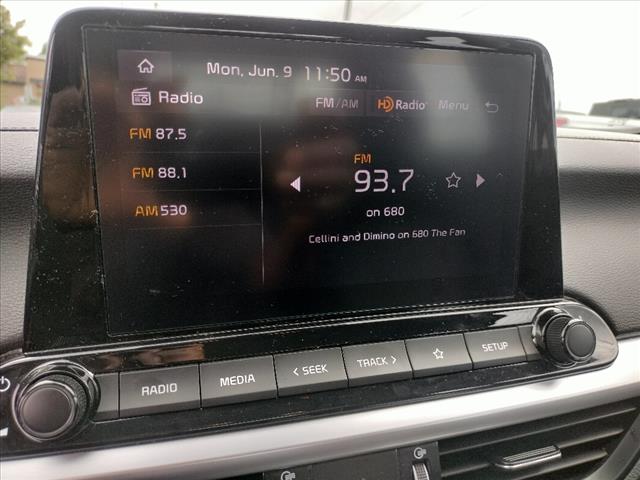 Mon, Jun, 9 11:50 AM
Radio FM/AM HD Radio Menu
FM 87.5
FM 88.1
AM 530
FM
93.7
on 680
Cellini and Dimino on 680 The Fan
RADIO MEDIA < SEEK TRACK > SETUP